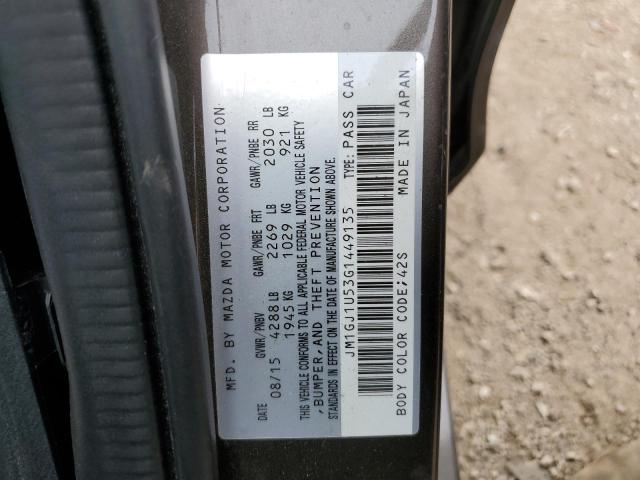 MFD. BY MAZDA MOTOR CORPORATION
DATE GVWR/PNBV GAWR/PNBE FRT GAWR/PNBE RR
08/15 4288LB 2269 LB 2030 LB
1945 KG 1029 KG 921 KG
THIS VEHICLE CONFORMS TO ALL APPLICABLE FEDERAL MOTOR VEHICLE SAFETY
,BUMPER,AND THEFT PREVENTION
STANDARDS IN EFFECT ON THE DATE OF MANUFACTURE SHOWN ABOVE.
JM1GJ1U53G1449135 TYPE: PASS CAR
BODY COLOR CODE:42S MADE IN JAPAN